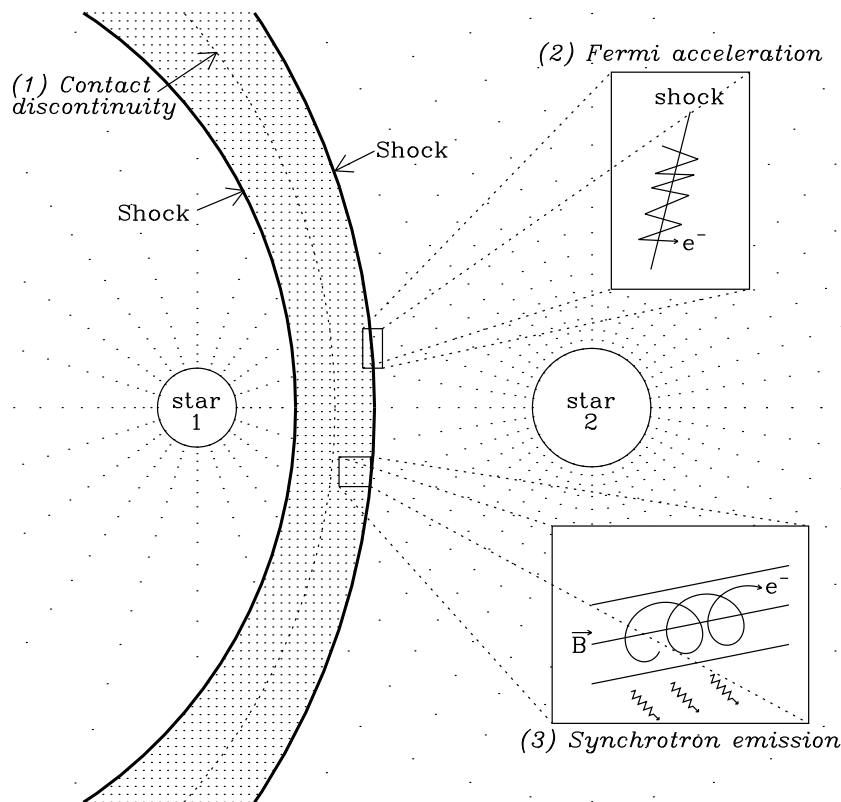 (2) Fermi acceleration
(1) Contact
discontinuity
shock
Shock
Shock
e⁻
star
1
star
2
e⁻
B⃗
(3) Synchrotron emission